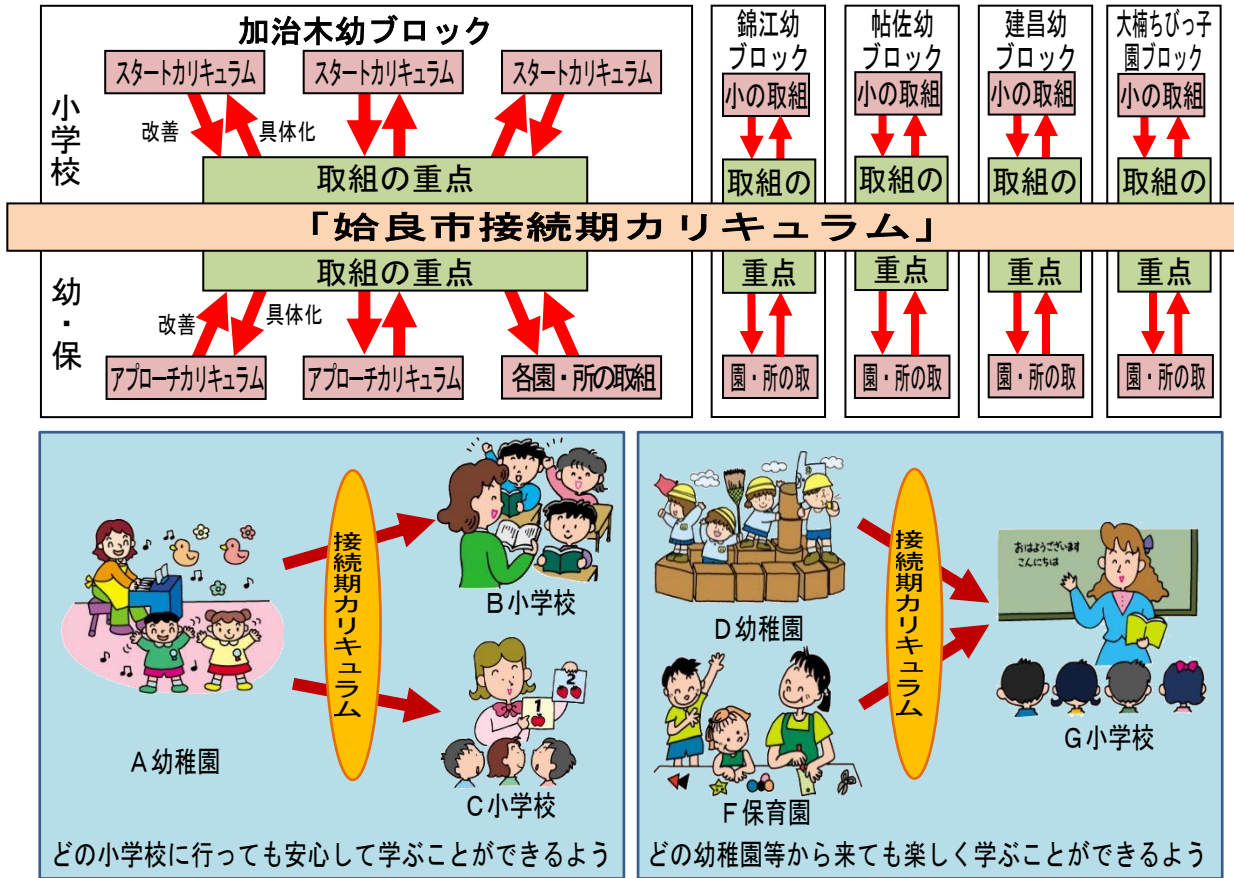 加治木幼ブロック
スタートカリキュラム
スタートカリキュラム
スタートカリキュラム
小学校
改善
具体化
取組の重点
錦江幼
ブロック
小の取組
取組の
帖佐幼
ブロック
小の取組
取組の
建昌幼
ブロック
小の取組
取組の
大楠ちびっ子
園ブロック
小の取組
取組の
「姶良市接続期カリキュラム」
幼・保
取組の重点
改善
具体化
アプローチカリキュラム
アプローチカリキュラム
各園・所の取組
重点
園・所の取
重点
園・所の取
重点
園・所の取
重点
園・所の取
A幼稚園
接続期カリキュラム
B小学校
2
1
C小学校
どの小学校に行っても安心して学ぶことができるよう
D幼稚園
F保育園
接続期カリキュラム
おはようございます
こんにちは
G小学校
どの幼稚園等から来ても楽しく学ぶことができるよう